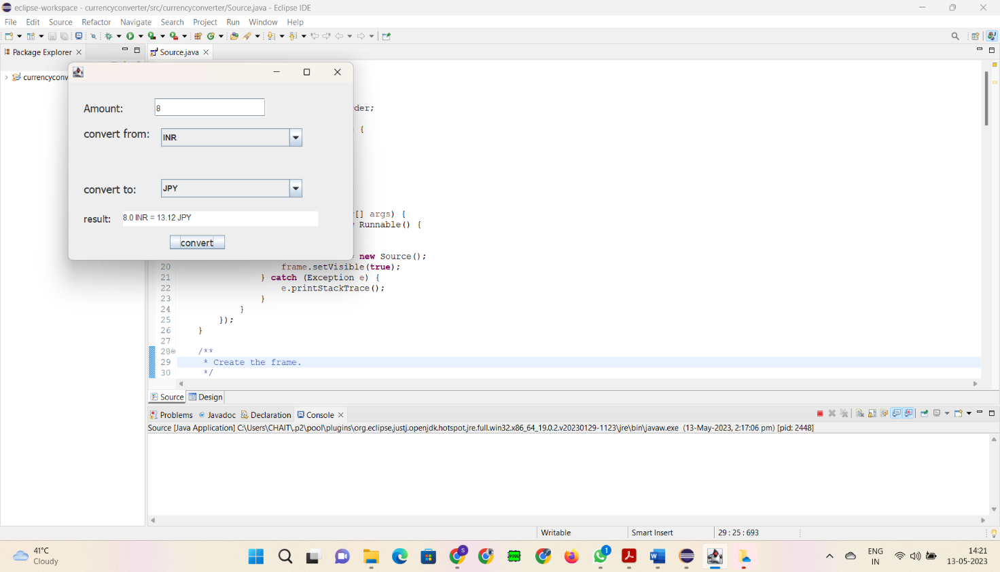 eclipse-workspace - currencyconverter/src/currencyconverter/Source.java - Eclipse IDE
File Edit Source Refactor Navigate Search Project Run Window Help
Package Explorer
Source.java
currencyconv
Amount: 8
convert from: INR
convert to: JPY
result: 8.0 INR = 13.12 JPY
convert
der;
{
[] args) {
Runnable() {
new Source();
20 frame.setVisible(true);
21 } catch (Exception e) {
22 e.printStackTrace();
23 }
24 }
25 });
26 }
27
28 /**
29 * Create the frame.
30 */
Source Design
Problems @ Javadoc Declaration Console
Source [Java Application] C:\Users\CHAIT\.p2\pool\plugins\org.eclipse.justj.openjdk.hotspot.jre.full.win32.x86_64_19.0.2.v20230129-1123\jre\bin\javaw.exe (13-May-2023, 2:17:06 pm) [pid: 2448]
Writable Smart Insert 29 : 25 : 693
41°C
Cloudy
S
1
ENG
IN
14:21
13-05-2023